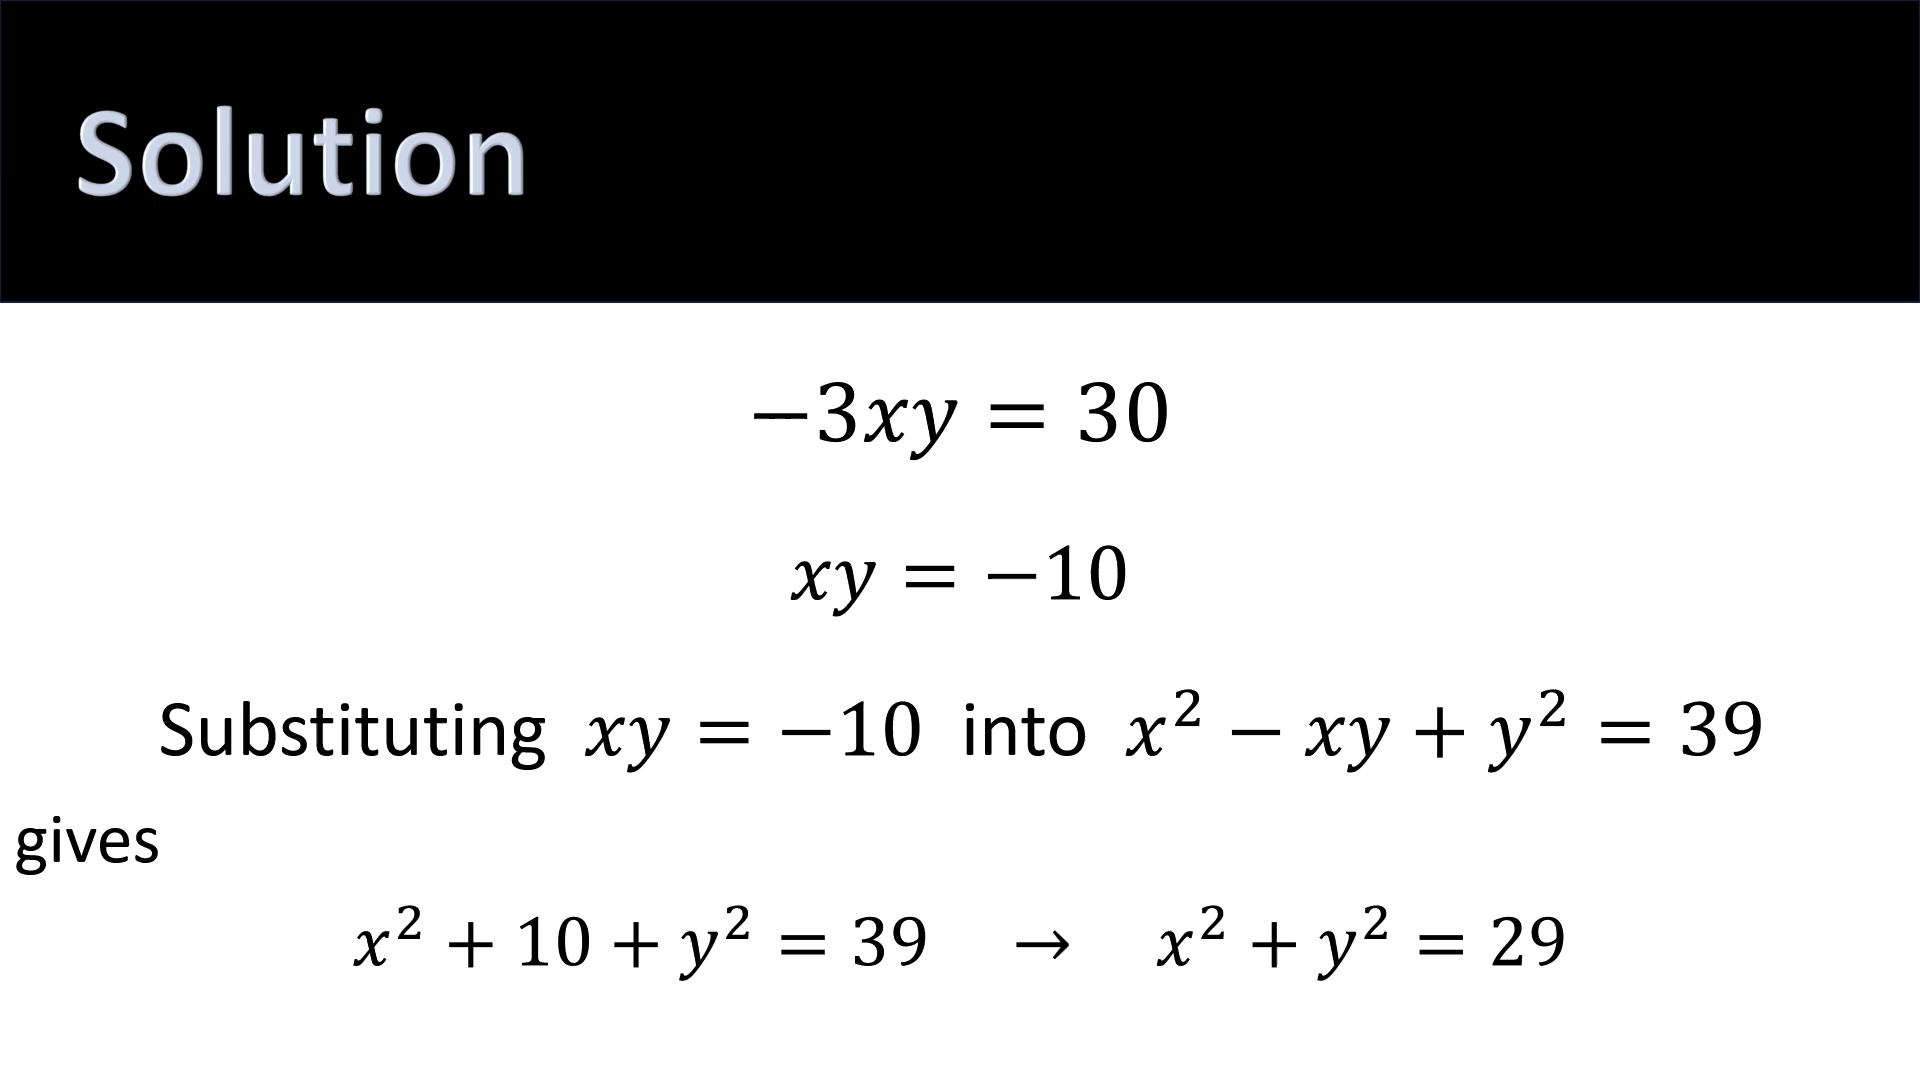 Solution
−3xy = 30
xy = −10
Substituting xy = −10 into x² − xy + y² = 39
gives
x² + 10 + y² = 39 → x² + y² = 29